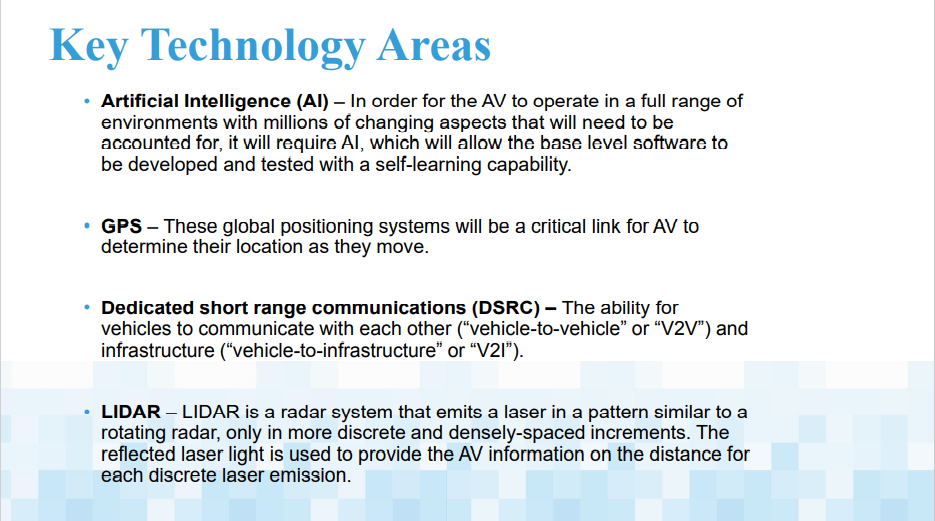 Key Technology Areas
• Artificial Intelligence (AI) – In order for the AV to operate in a full range of
environments with millions of changing aspects that will need to be
accounted for, it will require AI, which will allow the base level software to
be developed and tested with a self-learning capability.
• GPS – These global positioning systems will be a critical link for AV to
determine their location as they move.
• Dedicated short range communications (DSRC) – The ability for
vehicles to communicate with each other (“vehicle-to-vehicle” or “V2V”) and
infrastructure (“vehicle-to-infrastructure” or “V2I”).
• LIDAR – LIDAR is a radar system that emits a laser in a pattern similar to a
rotating radar, only in more discrete and densely-spaced increments. The
reflected laser light is used to provide the AV information on the distance for
each discrete laser emission.